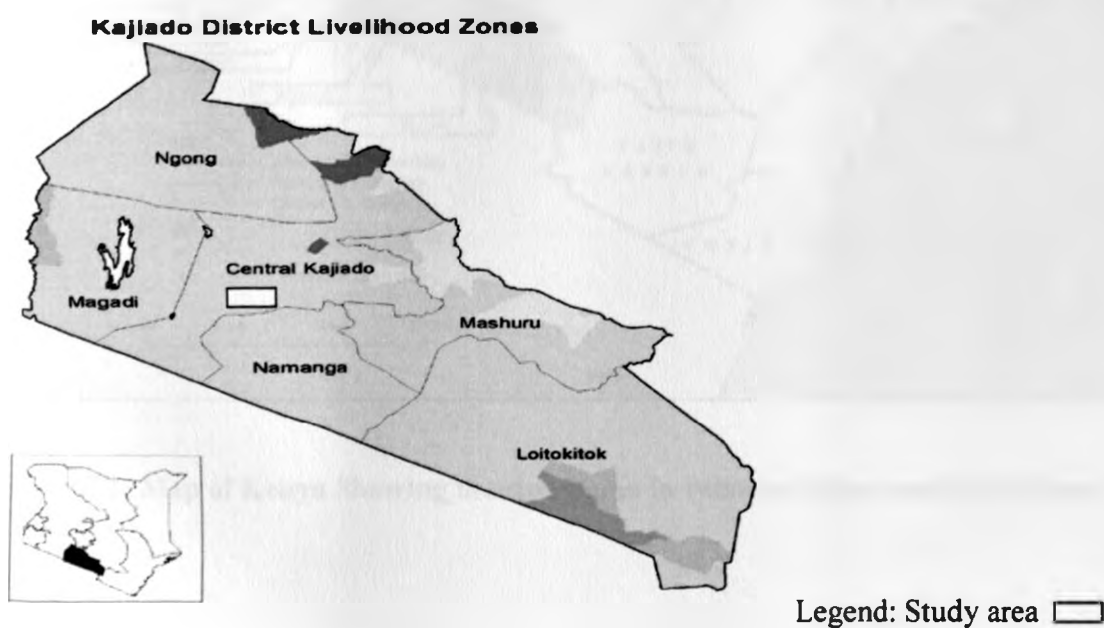 Kajiado District Livelihood Zones
Ngong
Central Kajiado
Magadi
Mashuru
Namanga
Loitokitok
Legend: Study area